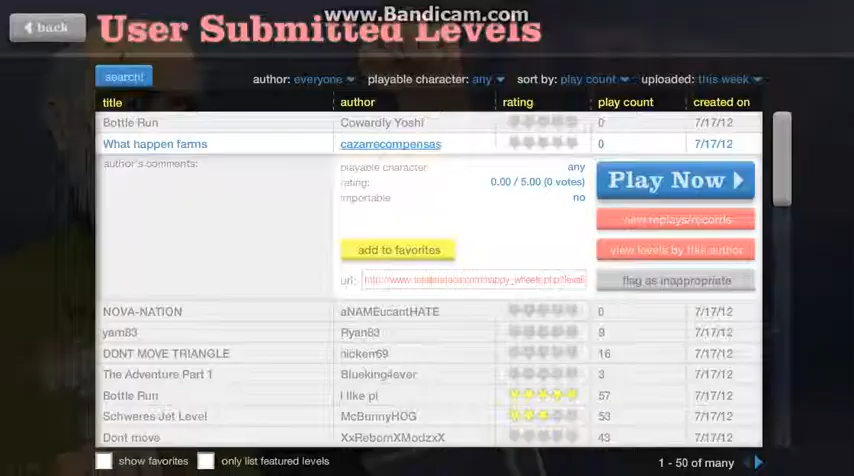 www.Bandicam.com
back
User Submitted Levels
search!
author: everyone playable character: any sort by: play count uploaded: this week
title author rating play count created on
Bottle Run Cowardly Yoshi 0 7/17/12
What happen farms cazarrecompensas 0 7/17/12
author's comments:
playable character any
rating: 0.00 / 5.00 (0 votes)
importable no
Play Now
view replays/records
add to favorites
view levels by this author
url:
flag as inappropriate
NOVA-NATION aNAMEucantHATE 0 7/17/12
yam83 Ryan83 9 7/17/12
DONT MOVE TRIANGLE nickem69 16 7/17/12
The Adventure Part 1 Blueking4ever 3 7/17/12
Bottle Run I like pi 57 7/17/12
Schweres Jet Level McBunnyHOG 53 7/17/12
Dont move XxRebornXModzxX 43 7/17/12
show favorites only list featured levels 1 - 50 of many